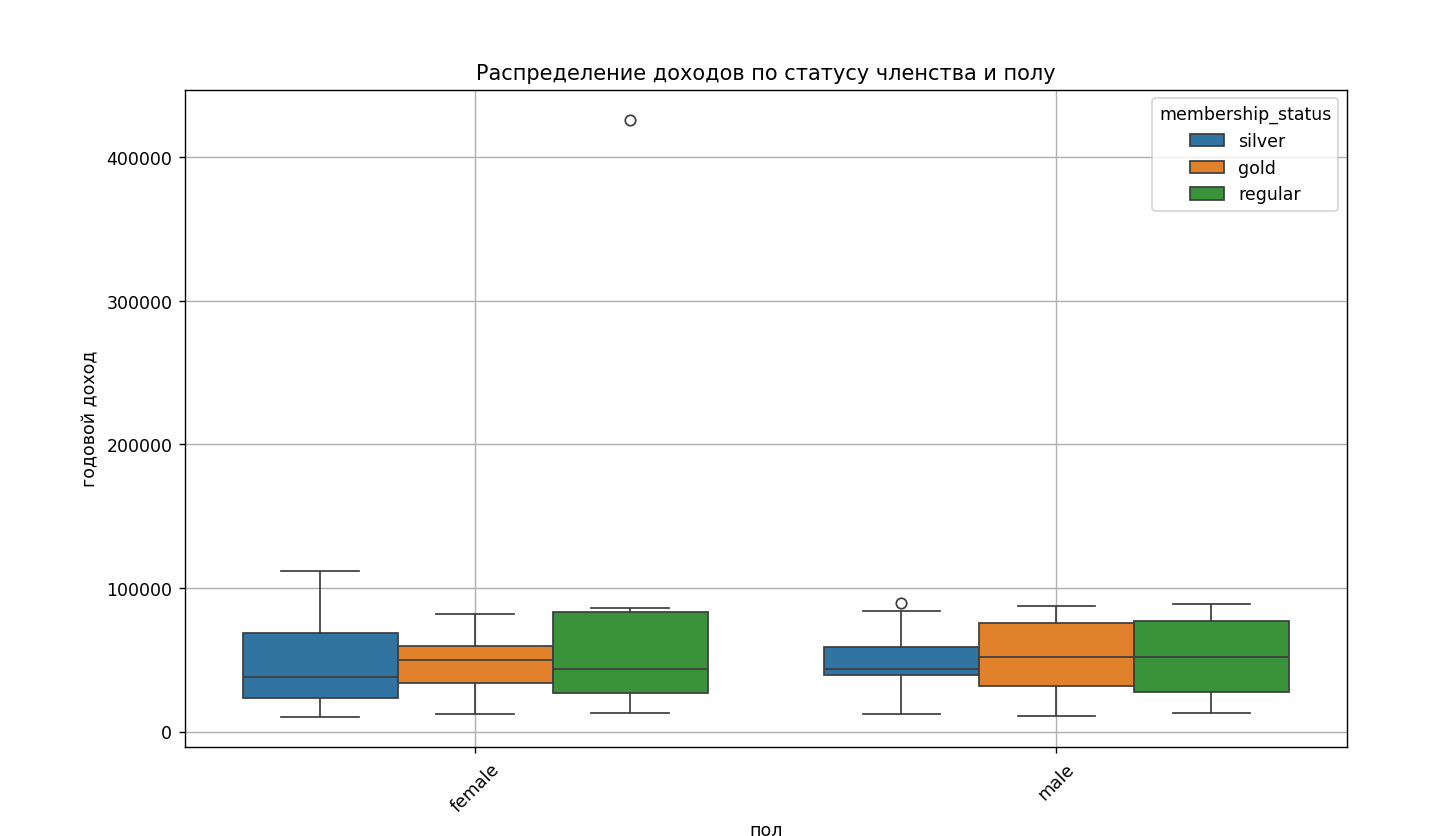 Распределение доходов по статусу членства и полу
membership_status
silver
gold
regular
400000
300000
200000
100000
0
годовой доход
female
male
пол